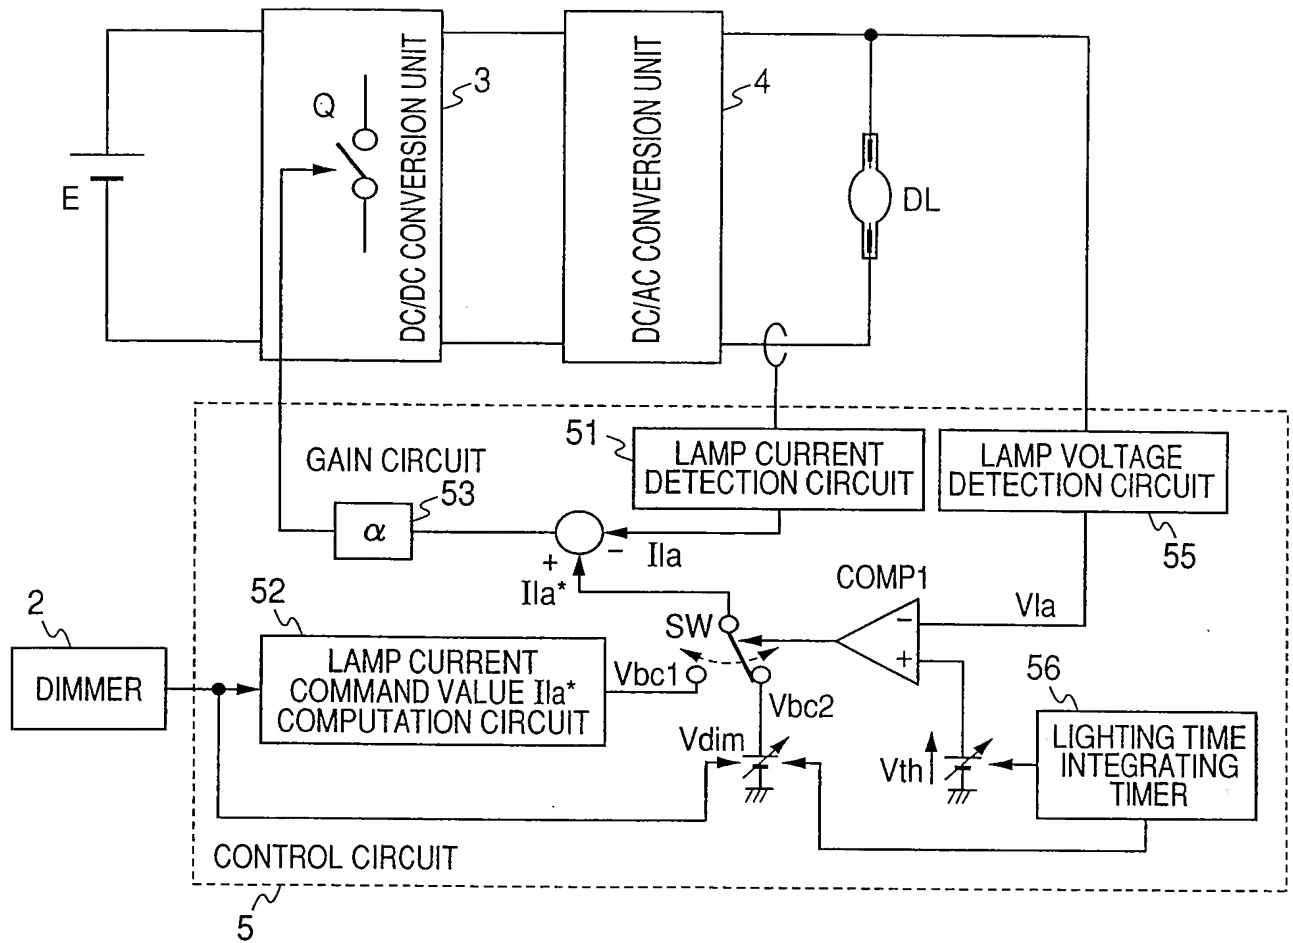 E
Q
DC/DC CONVERSION UNIT
3
DC/AC CONVERSION UNIT
4
DL
51
LAMP CURRENT
DETECTION CIRCUIT
LAMP VOLTAGE
DETECTION CIRCUIT
55
GAIN CIRCUIT
53
α
+
−
Ila
Ila*
COMP1
Vla
−
+
2
DIMMER
52
LAMP CURRENT
COMMAND VALUE Ila*
COMPUTATION CIRCUIT
SW
Vbc1
Vbc2
Vdim
Vth
56
LIGHTING TIME
INTEGRATING
TIMER
CONTROL CIRCUIT
5